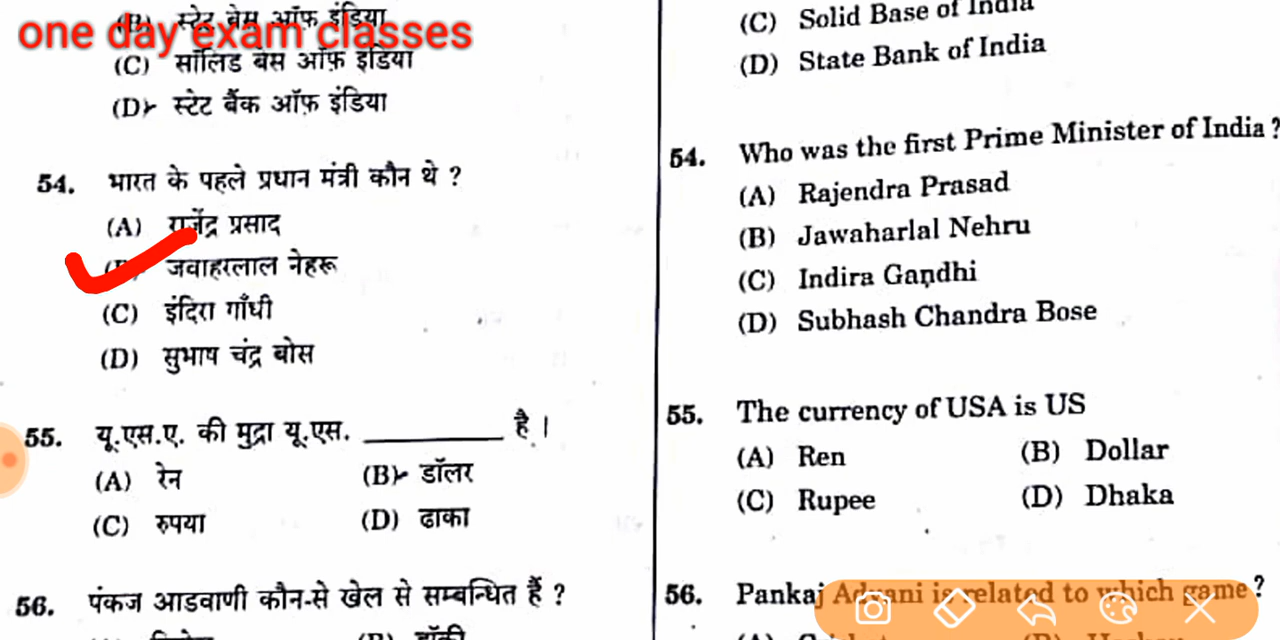 one day exam classes
(B) स्टेट बेस ऑफ़ इंडिया
(C) सॉलिड बेस ऑफ़ इंडिया
(D) स्टेट बैंक ऑफ़ इंडिया
54. भारत के पहले प्रधान मंत्री कौन थे ?
(A) राजेंद्र प्रसाद
जवाहरलाल नेहरू
(C) इंदिरा गाँधी
(D) सुभाष चंद्र बोस
55. यू.एस.ए. की मुद्रा यू.एस. __________ है ।
(A) रेन (B) डॉलर
(C) रुपया (D) ढाका
56. पंकज आडवाणी कौन-से खेल से सम्बन्धित हैं ?
(B) हॉकी
(C) Solid Base of India
(D) State Bank of India
54. Who was the first Prime Minister of India ?
(A) Rajendra Prasad
(B) Jawaharlal Nehru
(C) Indira Gandhi
(D) Subhash Chandra Bose
55. The currency of USA is US
(A) Ren (B) Dollar
(C) Rupee (D) Dhaka
56. Pankaj Advani is related to which game ?